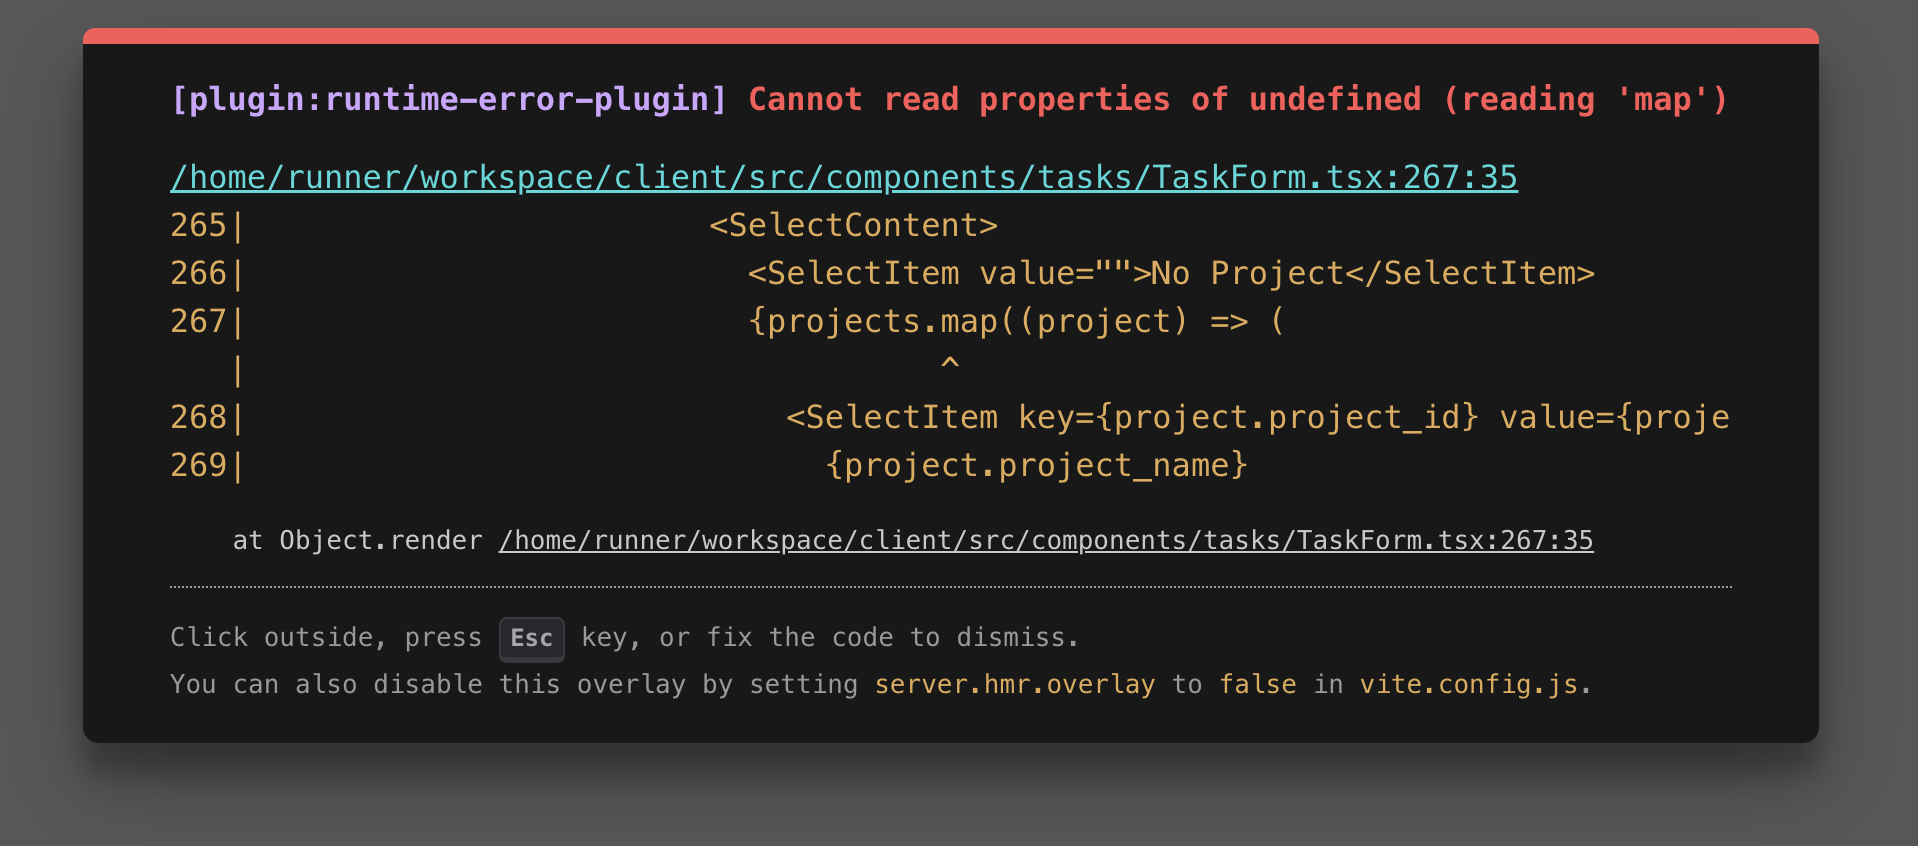 [plugin:runtime-error-plugin] Cannot read properties of undefined (reading 'map')
/home/runner/workspace/client/src/components/tasks/TaskForm.tsx:267:35
265|                        <SelectContent>
266|                          <SelectItem value="">No Project</SelectItem>
267|                          {projects.map((project) => (
   |                                    ^
268|                            <SelectItem key={project.project_id} value={proje
269|                              {project.project_name}
at Object.render /home/runner/workspace/client/src/components/tasks/TaskForm.tsx:267:35
Click outside, press Esc key, or fix the code to dismiss.
You can also disable this overlay by setting server.hmr.overlay to false in vite.config.js.